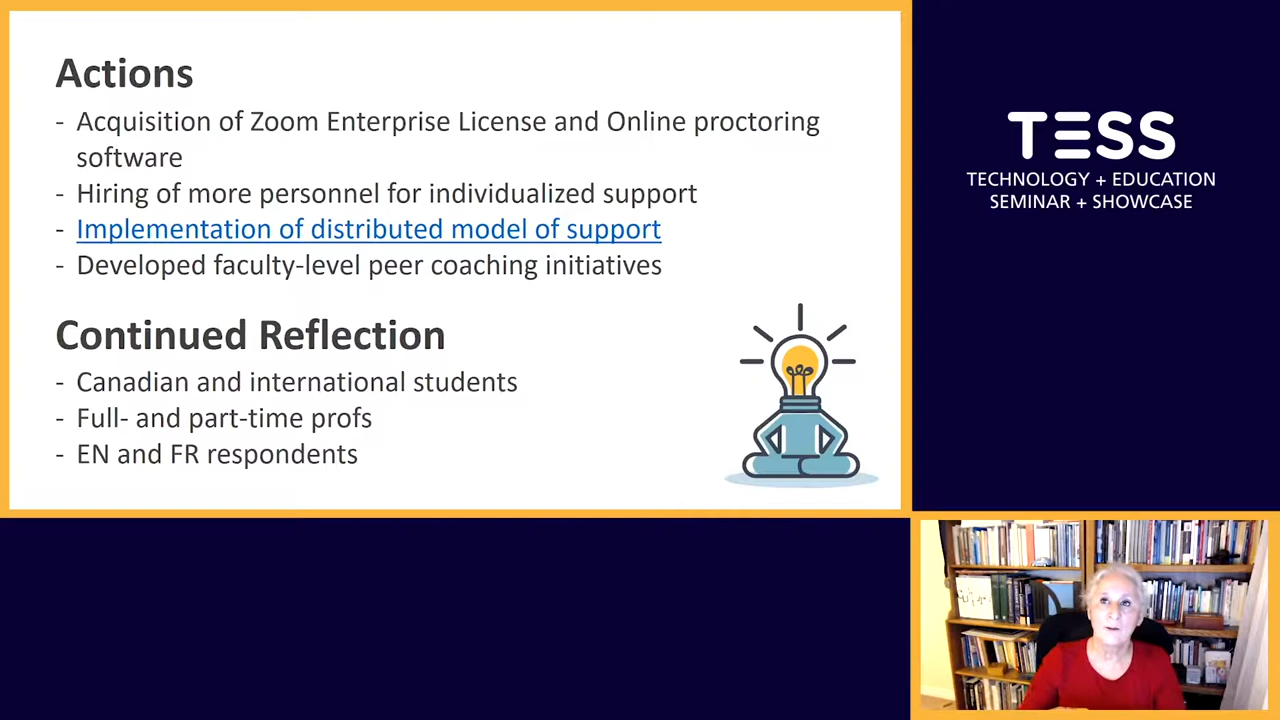 Actions
- Acquisition of Zoom Enterprise License and Online proctoring
software
- Hiring of more personnel for individualized support
- Implementation of distributed model of support
- Developed faculty-level peer coaching initiatives
Continued Reflection
- Canadian and international students
- Full- and part-time profs
- EN and FR respondents
TESS
TECHNOLOGY + EDUCATION
SEMINAR + SHOWCASE